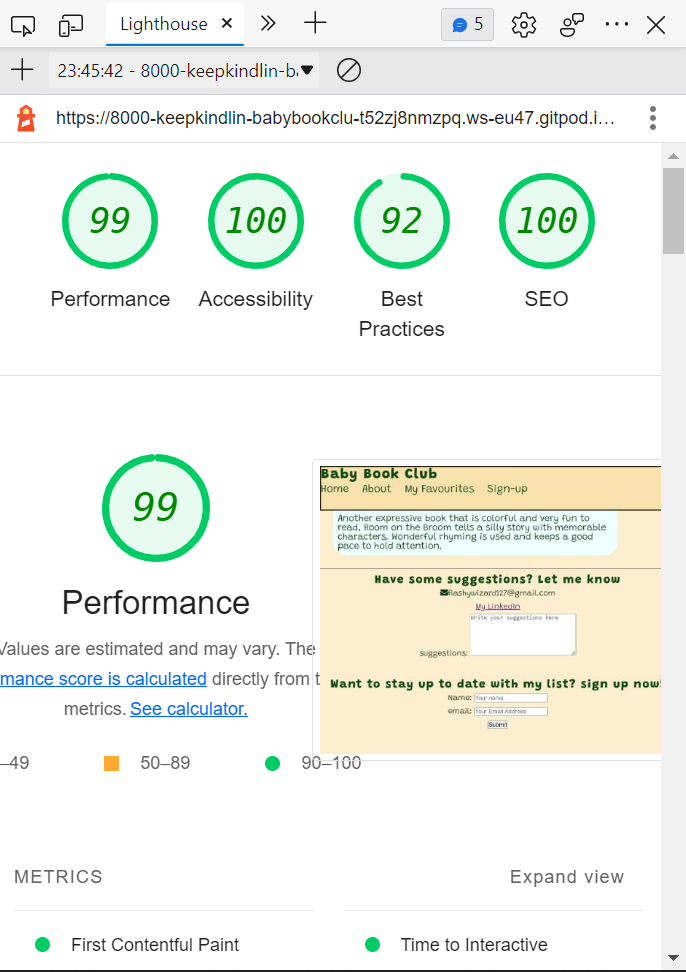 Lighthouse
5
23:45:42 - 8000-keepkindlin-ba
https://8000-keepkindlin-babybookclu-t52zj8nmzpq.ws-eu47.gitpod.i…
99
100
92
100
Performance
Accessibility
Best
Practices
SEO
99
Performance
Values are estimated and may vary. The
mance score is calculated directly from t
metrics. See calculator.
–49
50–89
90–100
Baby Book Club
Home About My Favourites Sign-up
Another expressive book that is colorful and very fun to
read, Room on the Broom tells a silly story with memorable
characters. Wonderful rhyming is used and keeps a good
pace to hold attention.
Have some suggestions? Let me know
flashywizard127@gmail.com
My LinkedIn
Write your suggestions here
suggestions:
Want to stay up to date with my list? sign up now!
Name: Your name
email: Your Email Address
Submit
METRICS
Expand view
First Contentful Paint
Time to Interactive